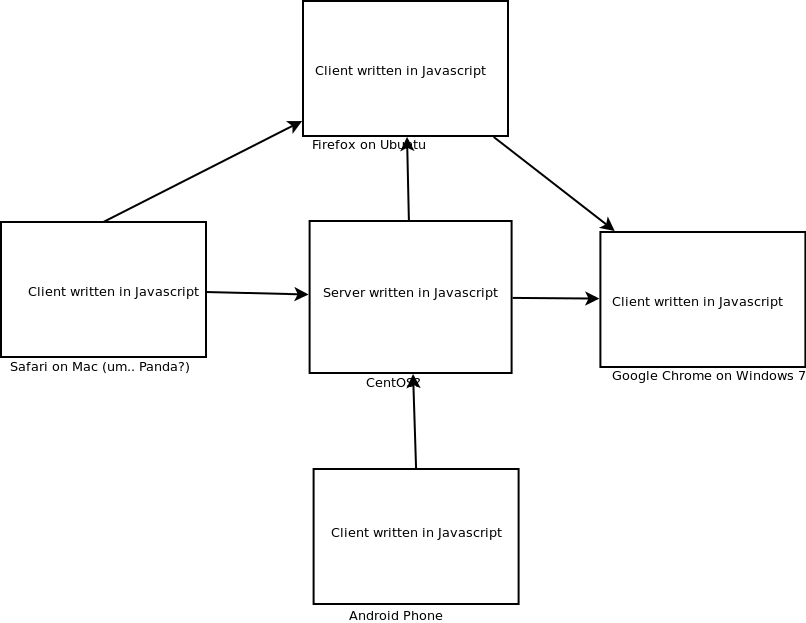 Client written in Javascript
Firefox on Ubuntu
Client written in Javascript
Safari on Mac (um.. Panda?)
Server written in Javascript
CentOS?
Client written in Javascript
Google Chrome on Windows 7
Client written in Javascript
Android Phone